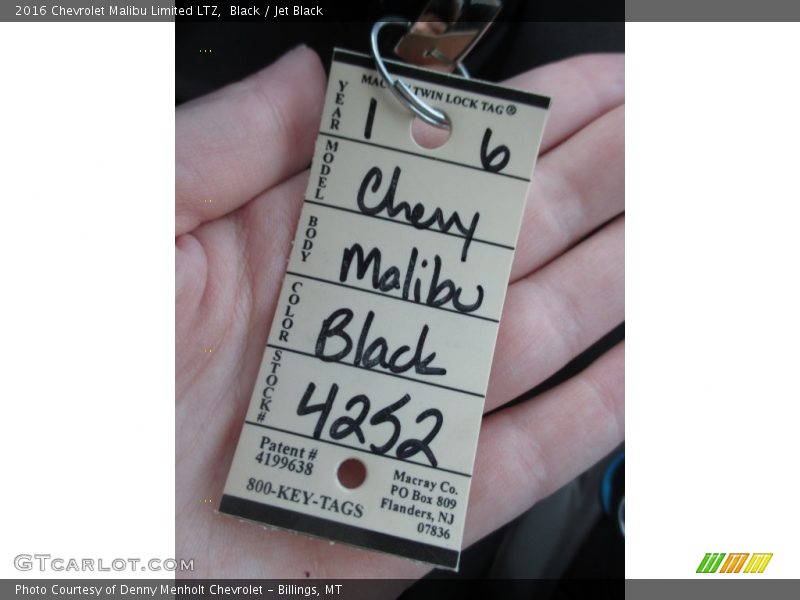 2016 Chevrolet Malibu Limited LTZ, Black / Jet Black
TWIN LOCK TAG®
YEAR 1 6
MODEL Chevy
BODY Malibu
COLOR Black
STOCK# 4252
Patent #
4199638
800-KEY-TAGS
Macray Co.
PO Box 809
Flanders, NJ
07836
GTCARLOT.COM
Photo Courtesy of Denny Menholt Chevrolet - Billings, MT